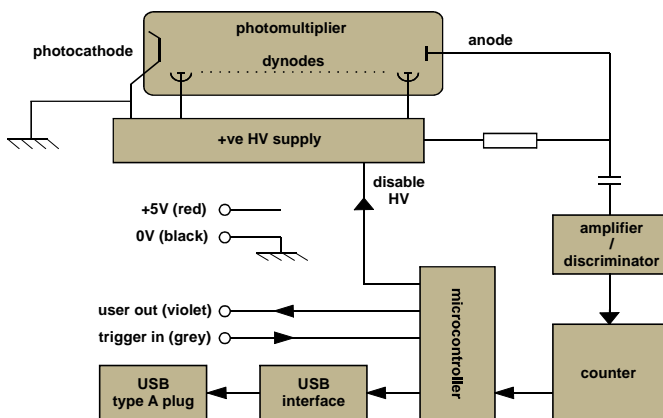 photomultiplier
photocathode
anode
dynodes
+ve HV supply
disable
HV
+5V (red)
0V (black)
amplifier
/
discriminator
user out (violet)
trigger in (grey)
microcontroller
counter
USB
type A plug
USB
interface